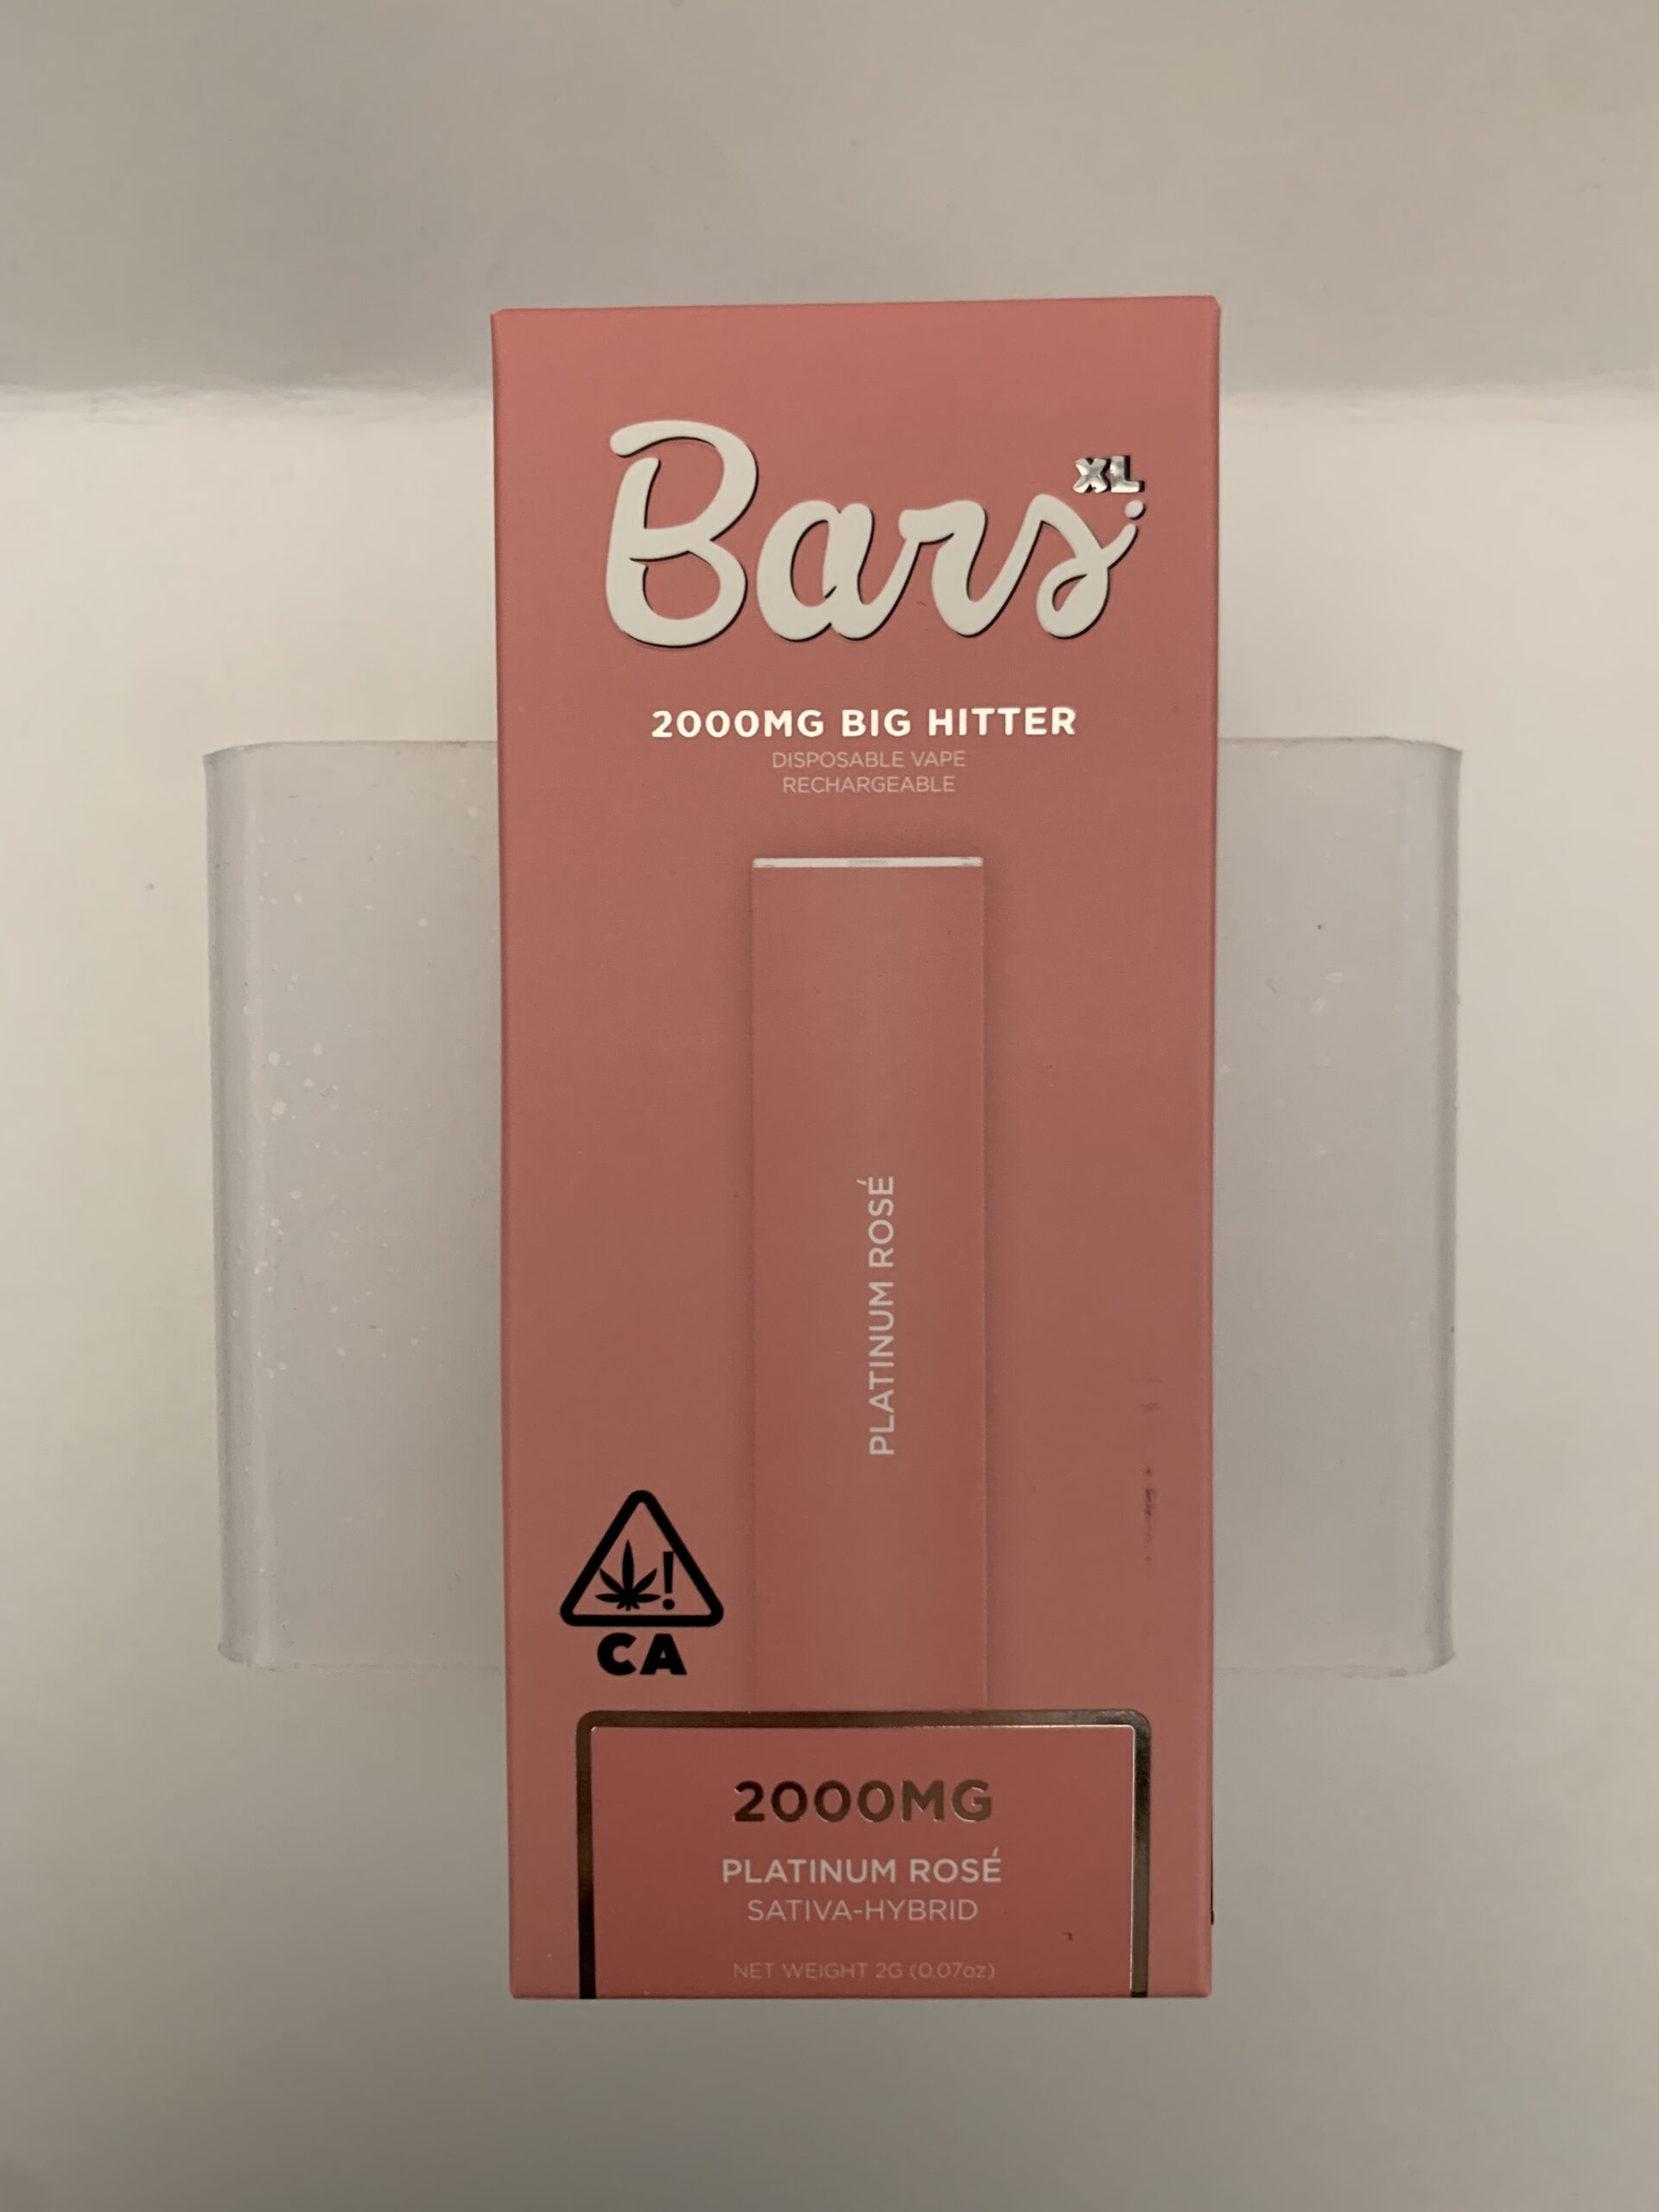 Bars XL
2000MG BIG HITTER
DISPOSABLE VAPE
RECHARGEABLE
PLATINUM ROSÉ
CA
2000MG
PLATINUM ROSÉ
SATIVA-HYBRID
NET WEIGHT 2G (0.07oz)